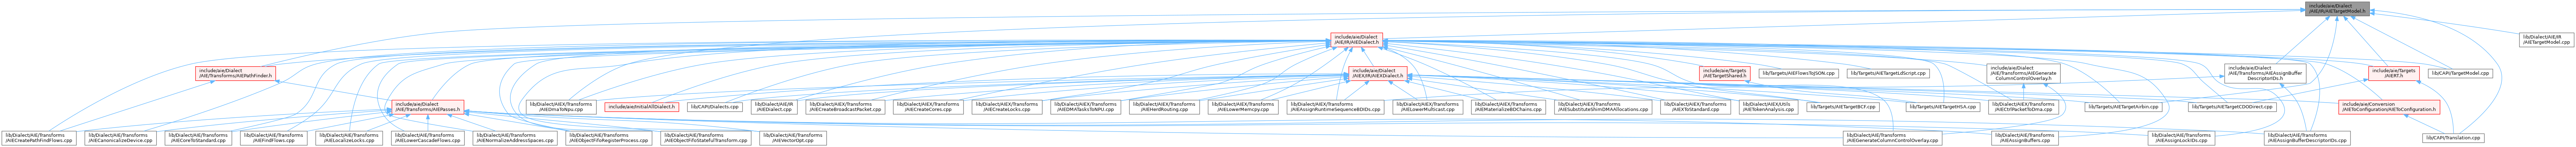 include/aie/Dialect
/AIE/IR/AIETargetModel.h
include/aie/Dialect
/AIE/IR/AIEDialect.h
lib/Dialect/AIE/IR
/AIETargetModel.cpp
include/aie/Dialect
/AIE/Transforms/AIEPathFinder.h
include/aie/Dialect
/AIEX/IR/AIEXDialect.h
include/aie/Targets
/AIETargetShared.h
lib/Targets/AIEFlowsToJSON.cpp
lib/Targets/AIETargetLdScript.cpp
include/aie/Dialect
/AIE/Transforms/AIEGenerate
ColumnControlOverlay.h
include/aie/Dialect
/AIE/Transforms/AIEAssignBuffer
DescriptorIDs.h
include/aie/Targets
/AIERT.h
lib/CAPI/TargetModel.cpp
include/aie/Dialect
/AIE/Transforms/AIEPasses.h
lib/Dialect/AIEX/Transforms
/AIEDmaToNpu.cpp
include/aie/InitialAllDialect.h
lib/CAPI/Dialects.cpp
lib/Dialect/AIE/IR
/AIEDialect.cpp
lib/Dialect/AIEX/Transforms
/AIECreateBroadcastPacket.cpp
lib/Dialect/AIEX/Transforms
/AIECreateCores.cpp
lib/Dialect/AIEX/Transforms
/AIECreateLocks.cpp
lib/Dialect/AIEX/Transforms
/AIEDMATasksToNPU.cpp
lib/Dialect/AIEX/Transforms
/AIEHerdRouting.cpp
lib/Dialect/AIEX/Transforms
/AIELowerMemcpy.cpp
lib/Dialect/AIEX/Transforms
/AIEAssignRuntimeSequenceBDIDs.cpp
lib/Dialect/AIEX/Transforms
/AIELowerMulticast.cpp
lib/Dialect/AIEX/Transforms
/AIEMaterializeBDChains.cpp
lib/Dialect/AIEX/Transforms
/AIESubstituteShimDMAAllocations.cpp
lib/Dialect/AIEX/Transforms
/AIEXToStandard.cpp
lib/Dialect/AIEX/Utils
/AIETokenAnalysis.cpp
lib/Targets/AIETargetBCF.cpp
lib/Targets/AIETargetHSA.cpp
lib/Dialect/AIEX/Transforms
/AIECtrlPacketToDma.cpp
lib/Targets/AIETargetAirbin.cpp
lib/Targets/AIETargetCDODirect.cpp
include/aie/Conversion
/AIEToConfiguration/AIEToConfiguration.h
lib/Dialect/AIE/Transforms
/AIECreatePathFindFlows.cpp
lib/Dialect/AIE/Transforms
/AIECanonicalizeDevice.cpp
lib/Dialect/AIE/Transforms
/AIECoreToStandard.cpp
lib/Dialect/AIE/Transforms
/AIEFindFlows.cpp
lib/Dialect/AIE/Transforms
/AIELocalizeLocks.cpp
lib/Dialect/AIE/Transforms
/AIELowerCascadeFlows.cpp
lib/Dialect/AIE/Transforms
/AIENormalizeAddressSpaces.cpp
lib/Dialect/AIE/Transforms
/AIEObjectFifoRegisterProcess.cpp
lib/Dialect/AIE/Transforms
/AIEObjectFifoStatefulTransform.cpp
lib/Dialect/AIE/Transforms
/AIEVectorOpt.cpp
lib/Dialect/AIE/Transforms
/AIEGenerateColumnControlOverlay.cpp
lib/Dialect/AIE/Transforms
/AIEAssignBuffers.cpp
lib/Dialect/AIE/Transforms
/AIEAssignLockIDs.cpp
lib/Dialect/AIE/Transforms
/AIEAssignBufferDescriptorIDs.cpp
lib/CAPI/Translation.cpp